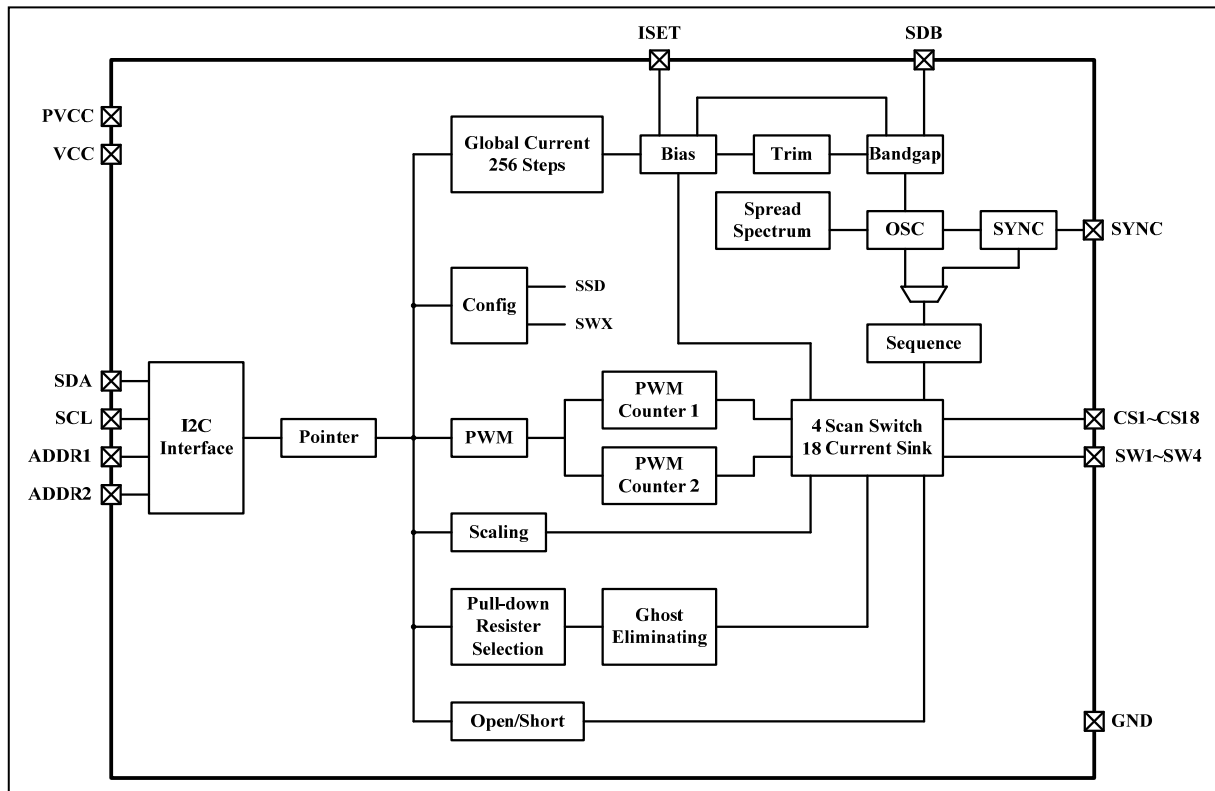 ISET
SDB
PVCC
VCC
Global Current
256 Steps
Bias
Trim
Bandgap
Spread
Spectrum
OSC
SYNC
SYNC
Config
SSD
SWX
Sequence
SDA
SCL
ADDR1
ADDR2
I2C
Interface
Pointer
PWM
PWM
Counter 1
PWM
Counter 2
4 Scan Switch
18 Current Sink
CS1~CS18
SW1~SW4
Scaling
Pull-down
Resister
Selection
Ghost
Eliminating
Open/Short
GND